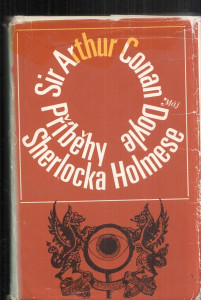 Sir Arthur Conan Doyle
Příběhy
Sherlocka Holmese